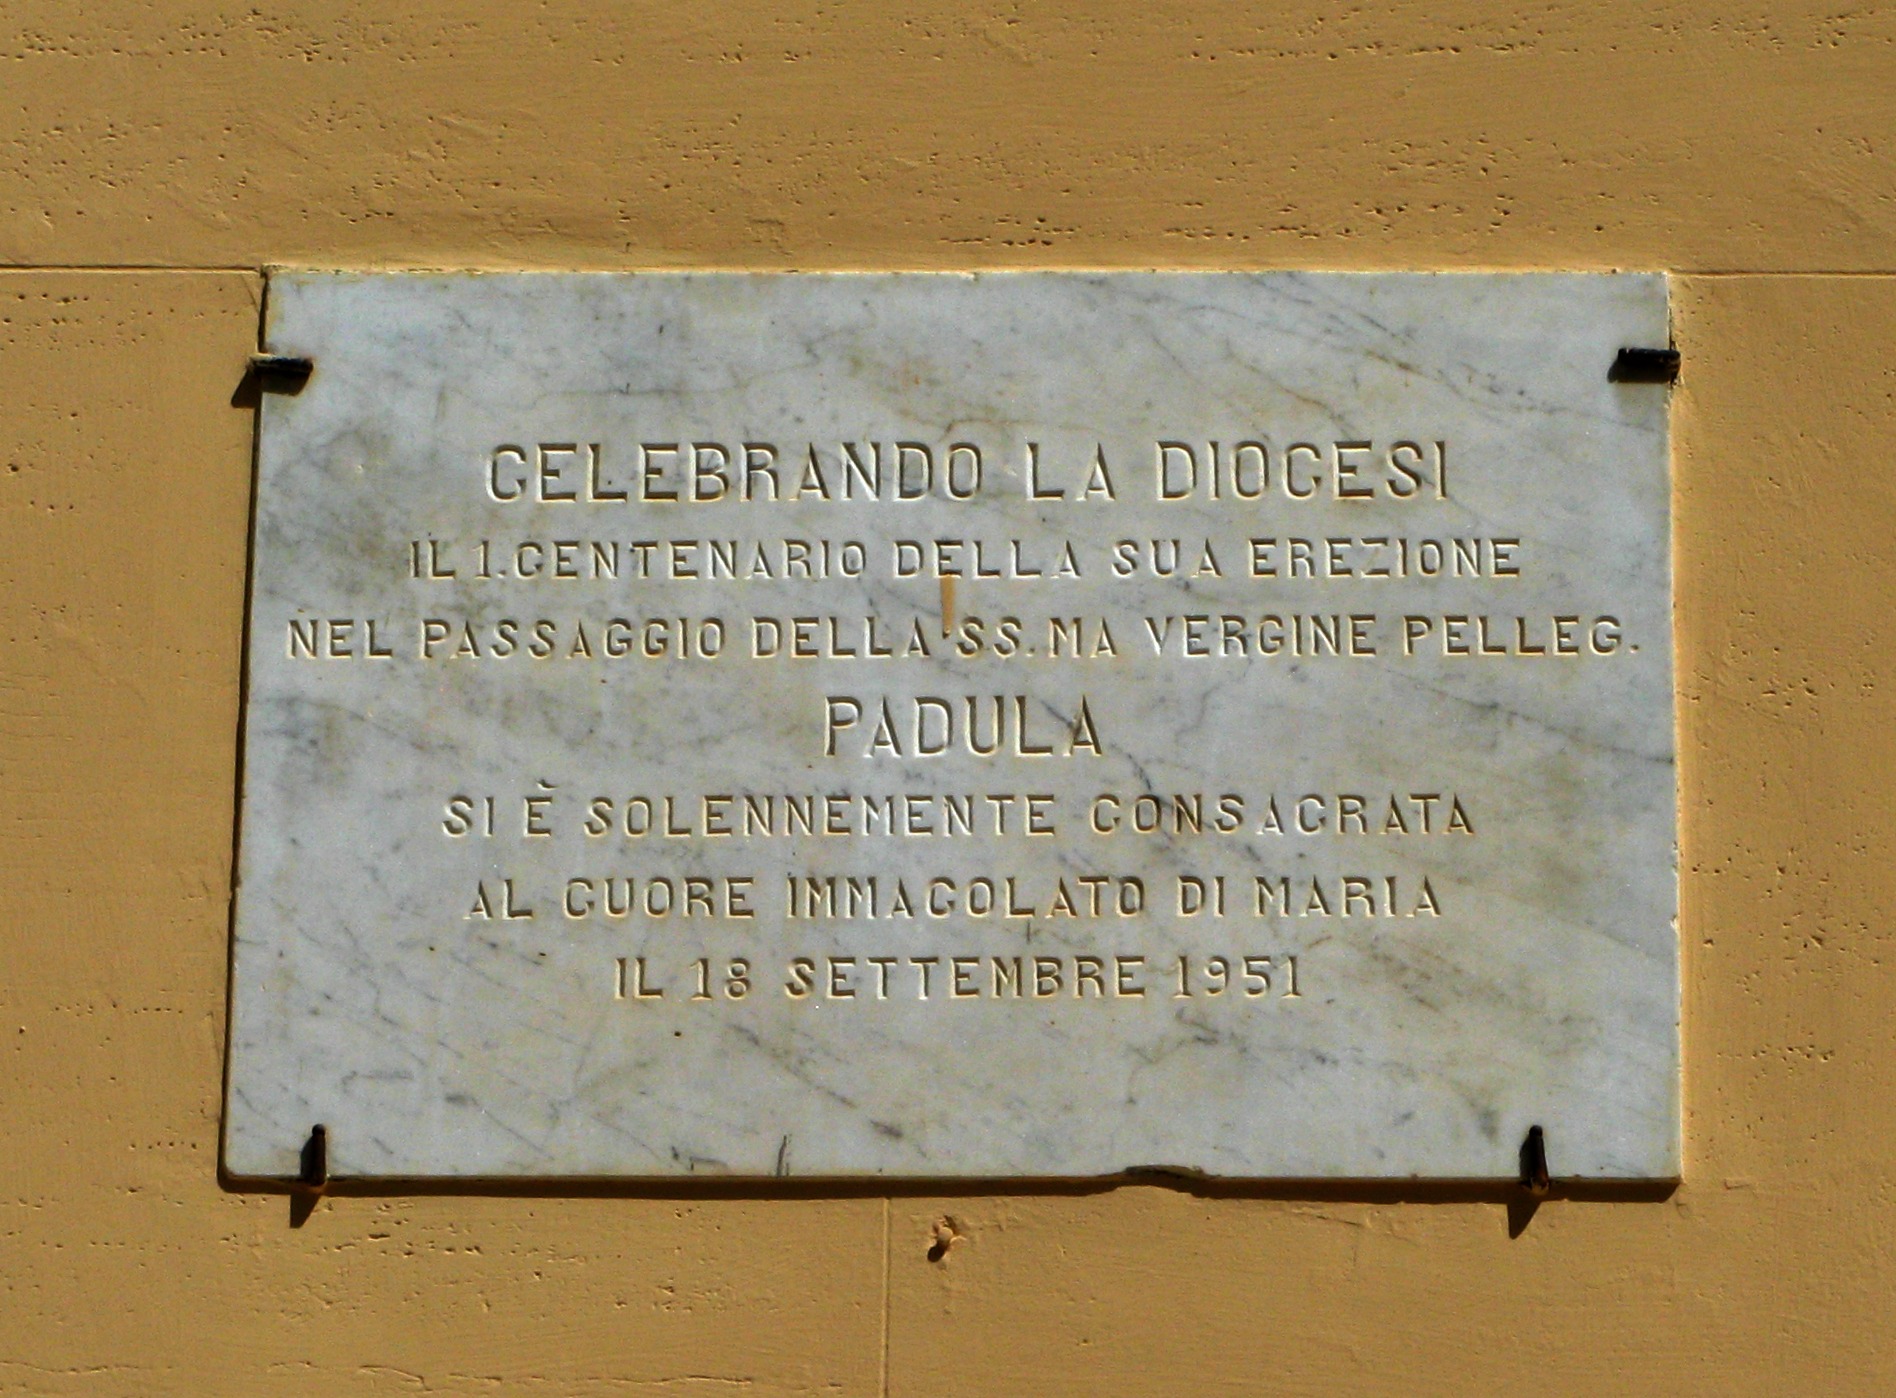 CELEBRANDO LA DIOCESI
IL 1. CENTENARIO DELLA SUA EREZIONE
NEL PASSAGGIO DELLA SS.MA VERGINE PELLEG.
PADULA
SI È SOLENNEMENTE CONSACRATA
AL CUORE IMMACOLATO DI MARIA
IL 18 SETTEMBRE 1951